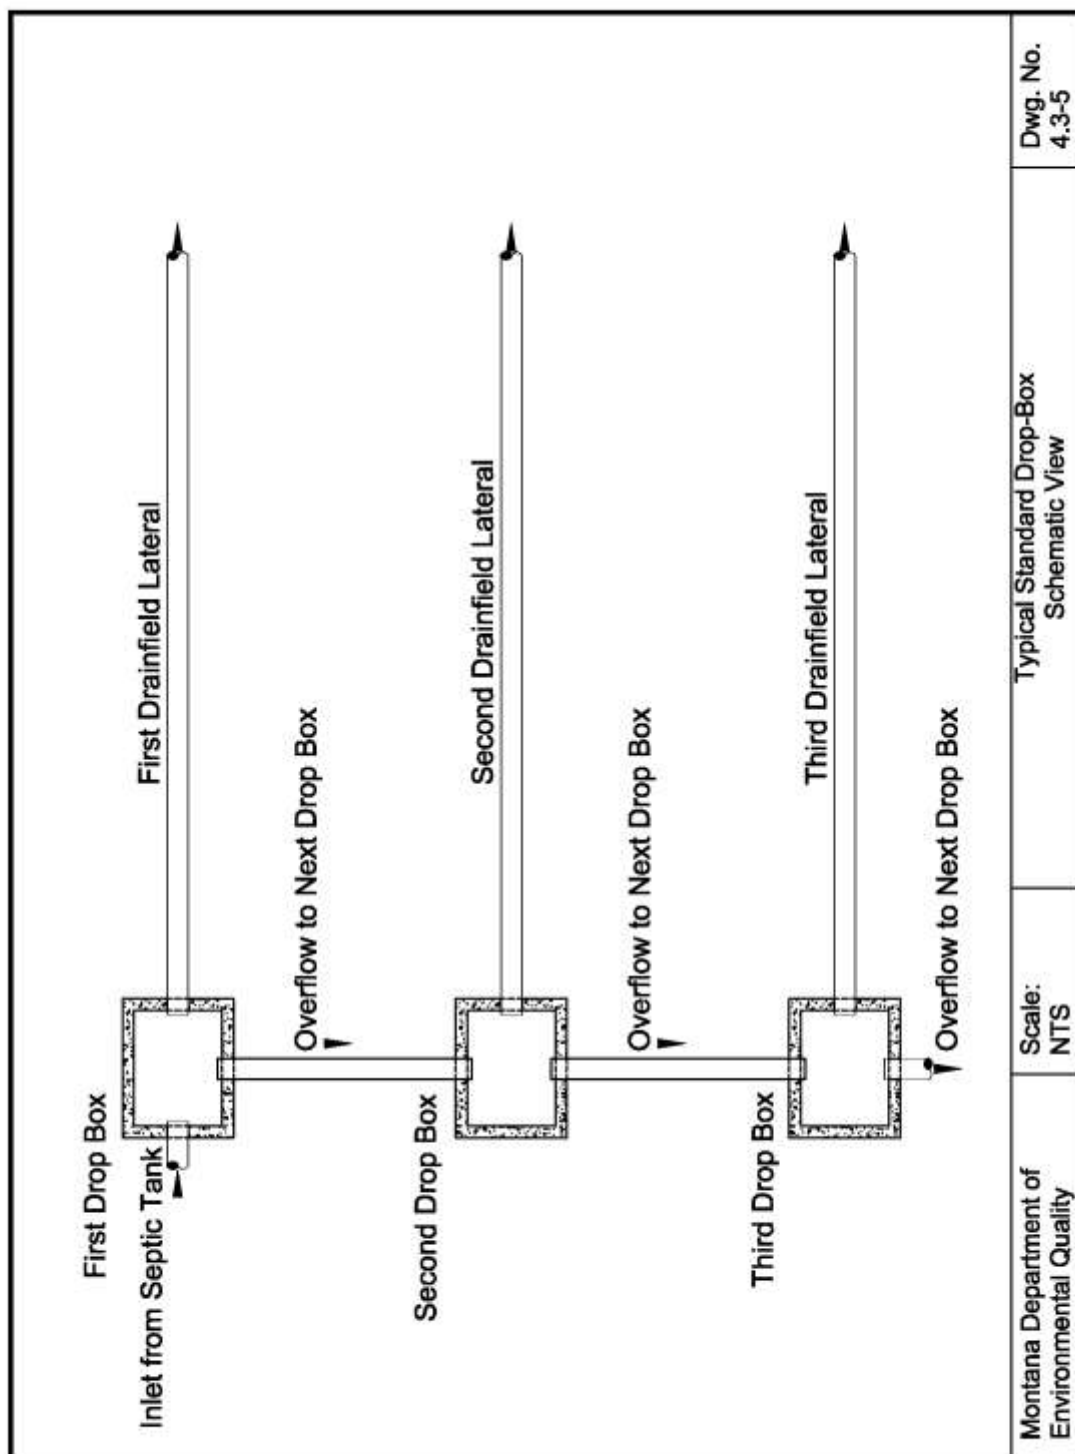 First Drop Box
Inlet from Septic Tank
First Drainfield Lateral
Overflow to Next Drop Box
Second Drop Box
Second Drainfield Lateral
Overflow to Next Drop Box
Third Drop Box
Third Drainfield Lateral
Overflow to Next Drop Box
Montana Department of
Environmental Quality
Scale:
NTS
Typical Standard Drop-Box
Schematic View
Dwg. No.
4.3-5